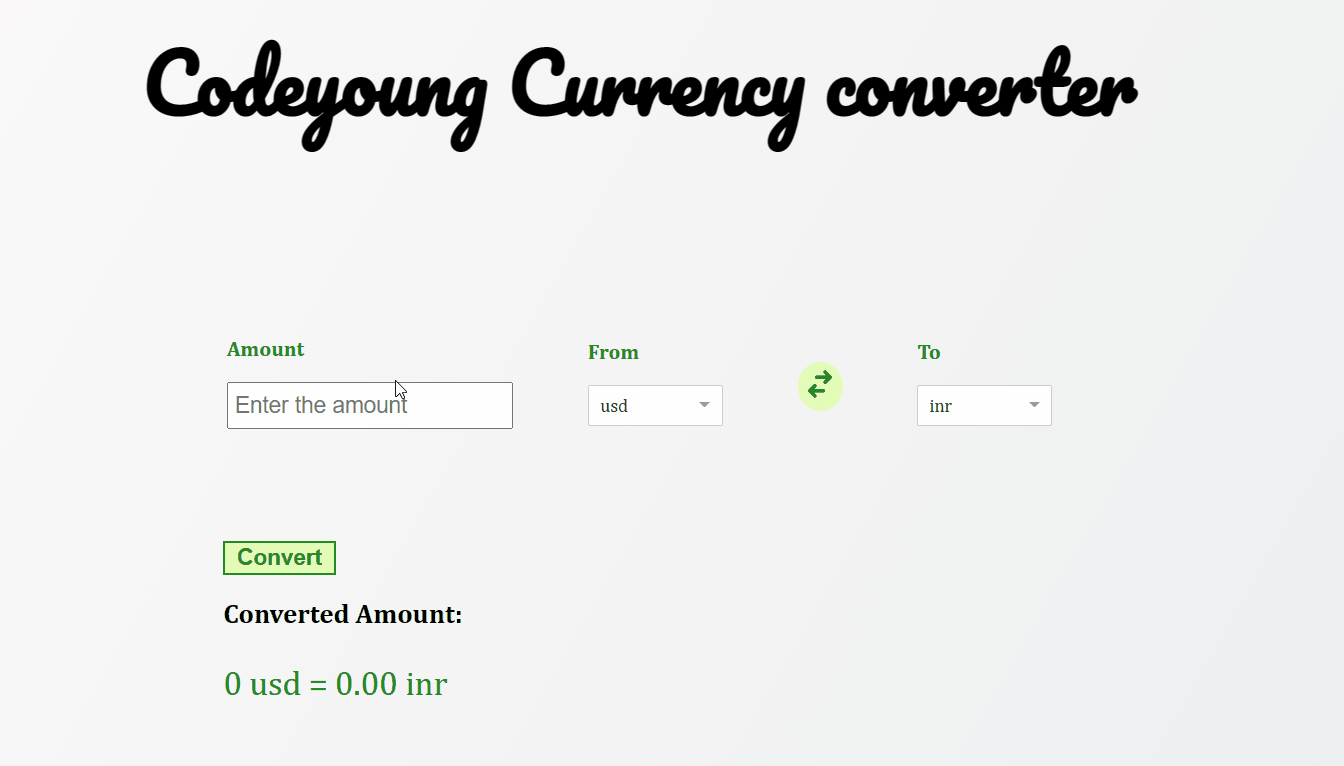 Codeyoung Currency converter
Amount
From
To
Enter the amount
usd
inr
Convert
Converted Amount:
0 usd = 0.00 inr